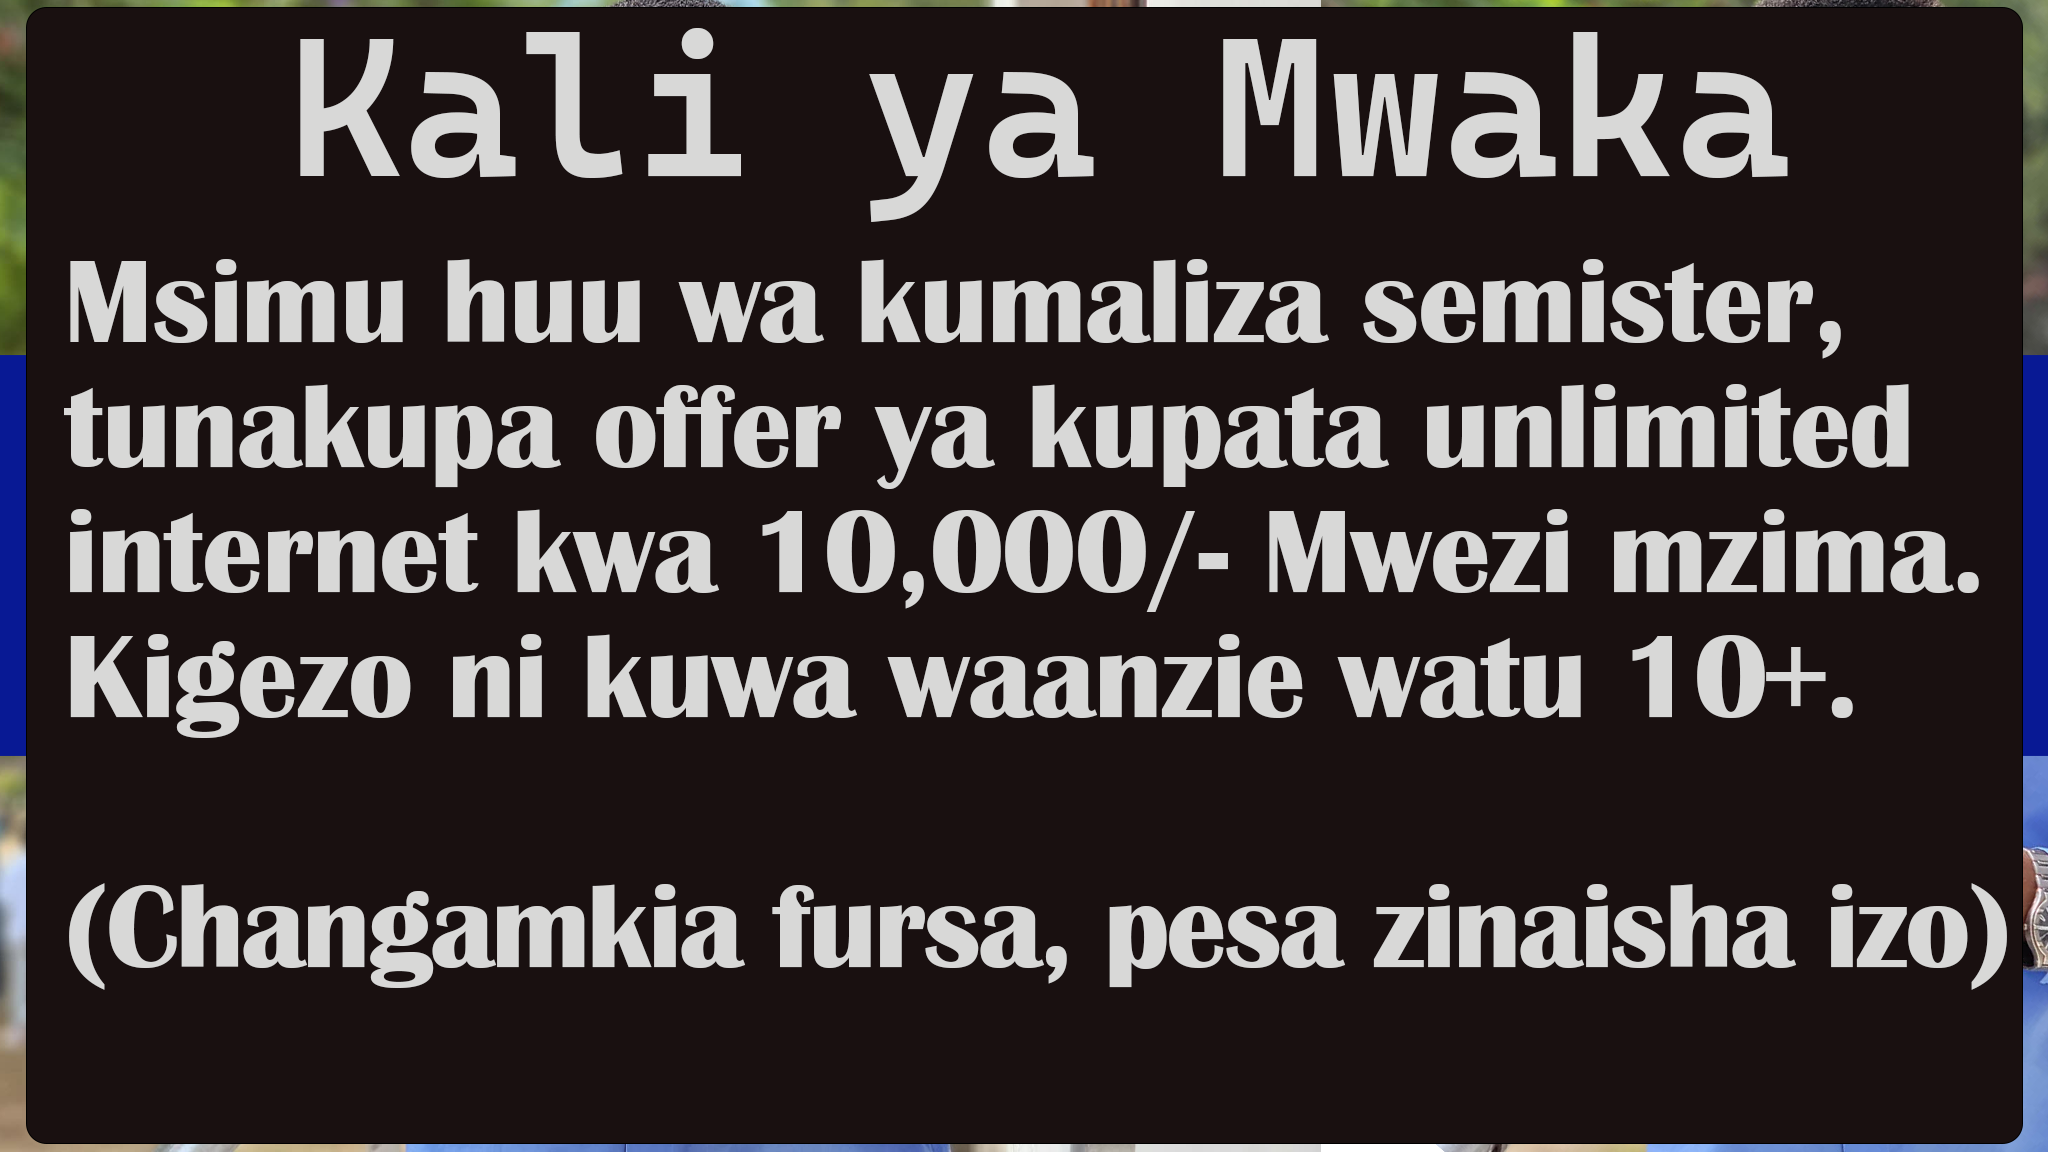 Kali ya Mwaka
Msimu huu wa kumaliza semister,
tunakupa offer ya kupata unlimited
internet kwa 10,000/- Mwezi mzima.
Kigezo ni kuwa waanzie watu 10+.
(Changamkia fursa, pesa zinaisha izo)